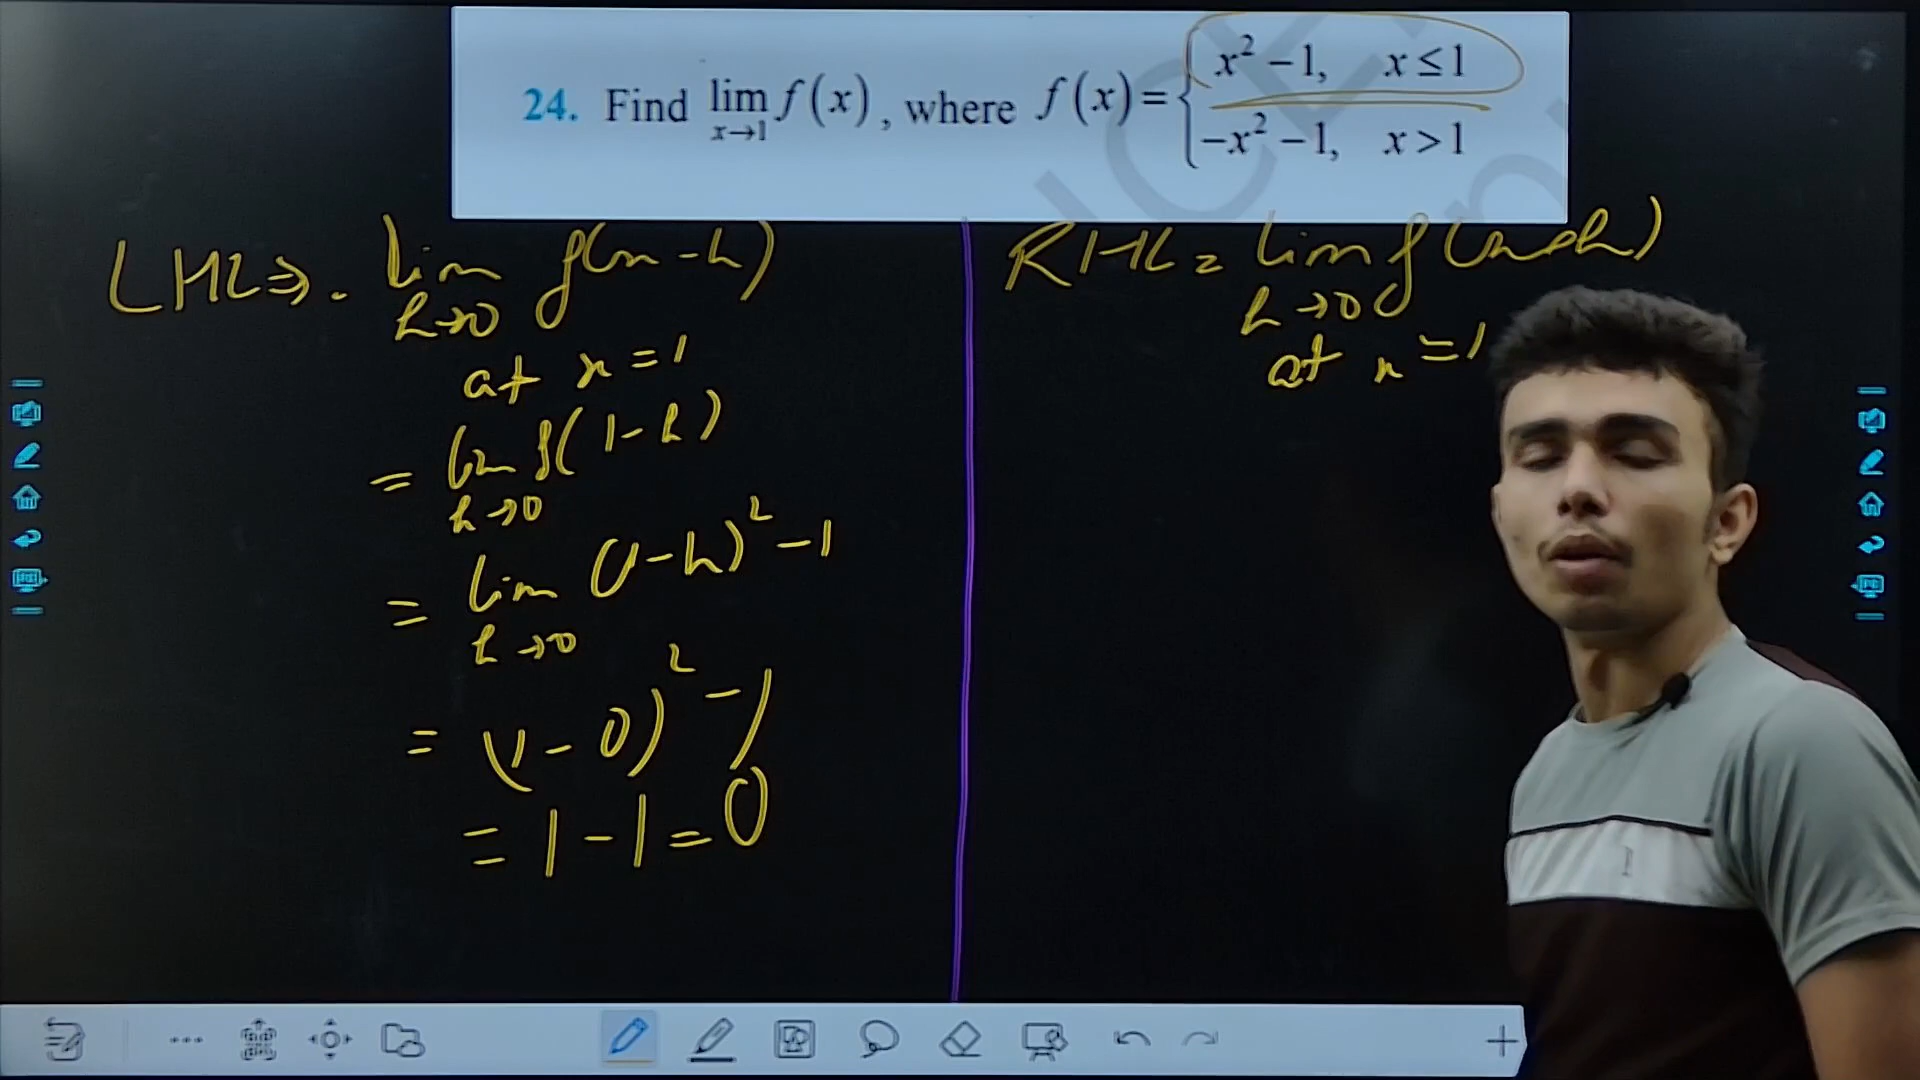 24. Find lim x→1 f(x), where f(x) = { x² – 1, x ≤ 1
–x² – 1, x > 1
LHL ⇒. lim h→0 f(x – h)
at x = 1
= lim h→0 f(1 – h)
= lim h→0 (1 – h)² – 1
= (1 – 0)² – 1
= 1 – 1 = 0
RHL = lim h→0 f(x + h)
at x = 1